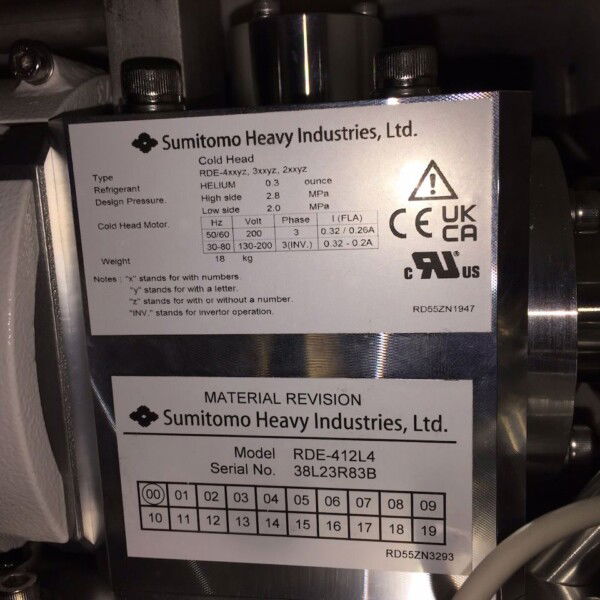 Sumitomo Heavy Industries, Ltd.
Cold Head
Type RDE-4xxyz, 3xxyz, 2xxyz
Refrigerant HELIUM 0.3 ounce
Design Pressure. High side 2.8 MPa
Low side 2.0 MPa
Cold Head Motor. Hz Volt Phase I (FLA)
50/60 200 3 0.32 / 0.26A
30-80 130-200 3(INV.) 0.32 - 0.2A
Weight 18 kg
CE UK CA
c RU US
Notes : "x" stands for with numbers.
"y" stands for with a letter.
"z" stands for with or without a number.
"INV." stands for invertor operation.
RD55ZN1947
MATERIAL REVISION
Sumitomo Heavy Industries, Ltd.
Model RDE-412L4
Serial No. 38L23R83B
00 01 02 03 04 05 06 07 08 09
10 11 12 13 14 15 16 17 18 19
RD55ZN3293